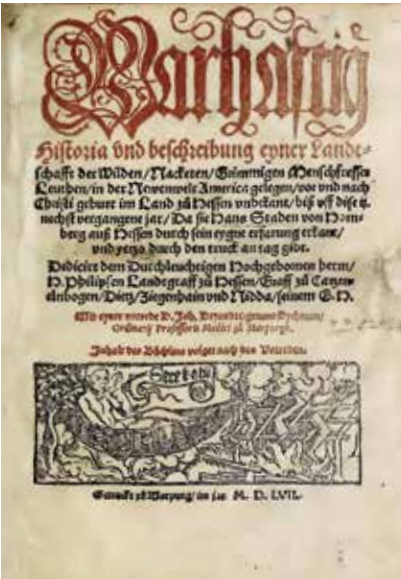 Warhaftig
Historia vnd beschreibung eyner Landt-
schafft der Wilden/Nacketen/Grimmigen Menschfresser
Leuthen/in der Newenwelt America gelegen/vor vnd nach
Christi geburt im Land zů Hessen vnbekant/biß vff dise ij.
nechst vergangene jar/Da sie Hans Staden von Hom-
berg auß Hessen durch sein eygne erfarung erkant/
vnd yetzo durch den truck an tag gibt.
Dedicirt dem Durchleuchtigen Hochgebornen herrn/
H. Philipsen Landtgraff zů Hessen/Graff zů Catzen-
elnbogen/Dietz/Ziegenhain vnd Nidda/seinem G. H.
Mit eyner vorrede D. Joh. Dryandri/genant Eychman/
Ordinarij Professoris Medici zů Marpurgk.
Inhalt des Büchlins volget nach den Vorreden.
Getruckt zů Marpurg/im jar M. D. LVII.